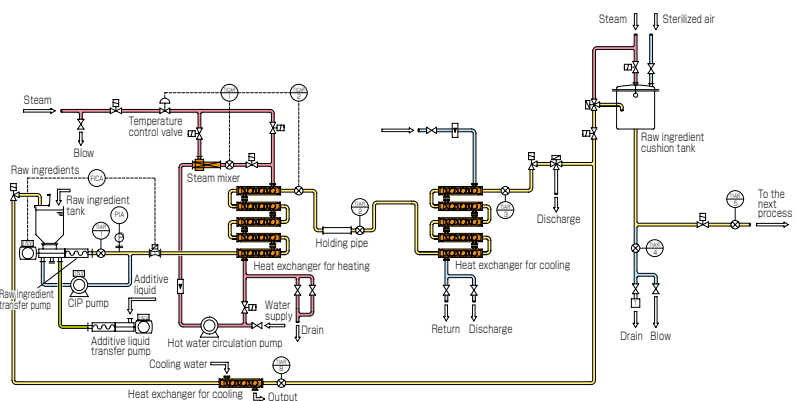 Steam
Sterilized air
Steam
Temperature
control valve
Blow
Raw ingredients
FICA
Raw ingredient
tank
PIA
Steam mixer
Raw ingredient
cushion tank
To the
next
process
Holding pipe
Discharge
Heat exchanger for heating
Heat exchanger for cooling
Raw ingredient
transfer pump
CIP pump
Additive
liquid
Additive liquid
transfer pump
Hot water circulation pump
Water
supply
Drain
Return
Discharge
Drain
Blow
Cooling water
Heat exchanger for cooling
Output